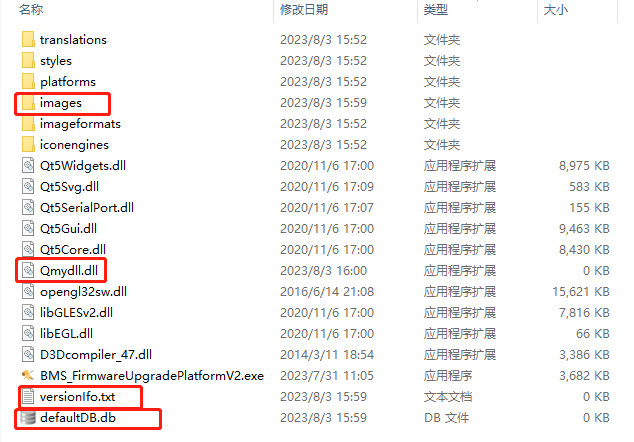 名称 修改日期 类型 大小
translations 2023/8/3 15:52 文件夹
styles 2023/8/3 15:52 文件夹
platforms 2023/8/3 15:52 文件夹
images 2023/8/3 15:59 文件夹
imageformats 2023/8/3 15:52 文件夹
iconengines 2023/8/3 15:52 文件夹
Qt5Widgets.dll 2020/11/6 17:00 应用程序扩展 8,975 KB
Qt5Svg.dll 2020/11/6 17:09 应用程序扩展 583 KB
Qt5SerialPort.dll 2020/11/6 17:07 应用程序扩展 155 KB
Qt5Gui.dll 2020/11/6 17:00 应用程序扩展 9,463 KB
Qt5Core.dll 2020/11/6 17:00 应用程序扩展 8,430 KB
Qmydll.dll 2023/8/3 16:00 应用程序扩展 0 KB
opengl32sw.dll 2016/6/14 21:08 应用程序扩展 15,621 KB
libGLESv2.dll 2020/11/6 17:00 应用程序扩展 7,816 KB
libEGL.dll 2020/11/6 17:00 应用程序扩展 66 KB
D3Dcompiler_47.dll 2014/3/11 18:54 应用程序扩展 3,386 KB
BMS_FirmwareUpgradePlatformV2.exe 2023/7/31 11:05 应用程序 3,682 KB
versionIfo.txt 2023/8/3 15:59 文本文档 0 KB
defaultDB.db 2023/8/3 15:59 DB 文件 0 KB